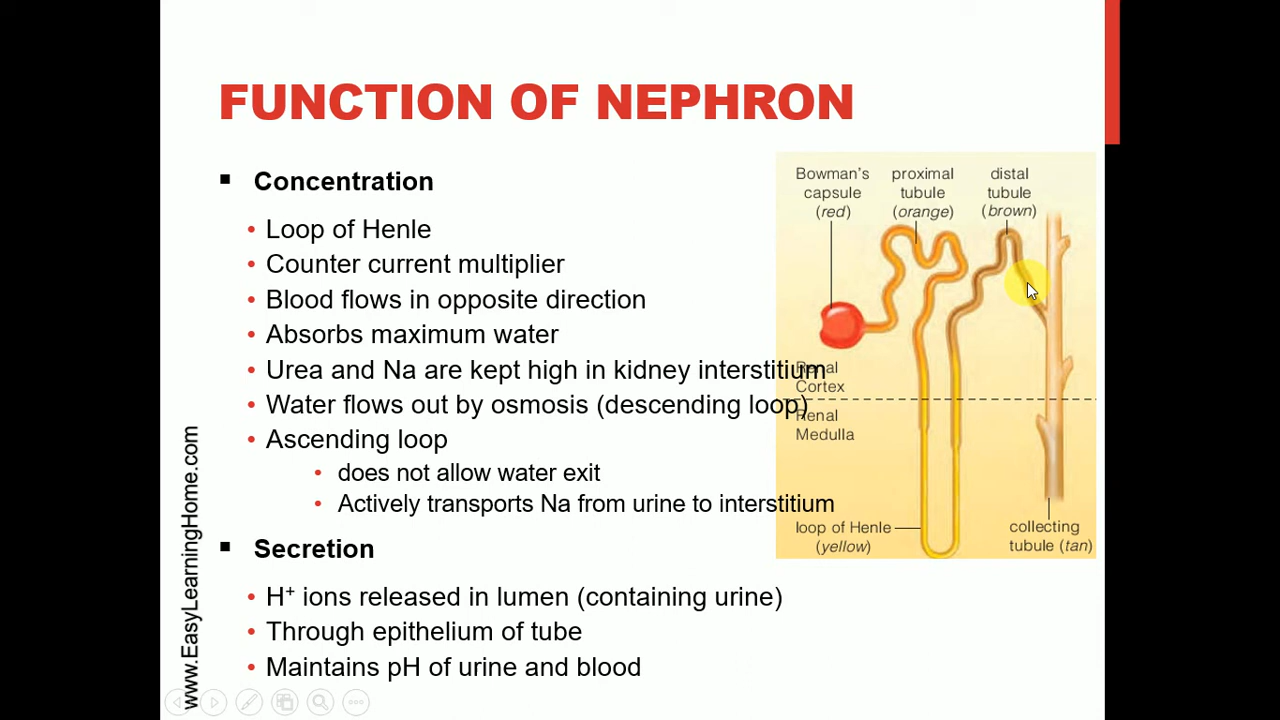 FUNCTION OF NEPHRON
Concentration
Loop of Henle
Counter current multiplier
Blood flows in opposite direction
Absorbs maximum water
Urea and Na are kept high in kidney interstitium
Water flows out by osmosis (descending loop)
Ascending loop
does not allow water exit
Actively transports Na from urine to interstitium
Secretion
H⁺ ions released in lumen (containing urine)
Through epithelium of tube
Maintains pH of urine and blood
Bowman's
capsule
(red)
proximal
tubule
(orange)
distal
tubule
(brown)
Renal
Cortex
Renal
Medulla
loop of Henle
(yellow)
collecting
tubule (tan)
www.EasyLearningHome.com